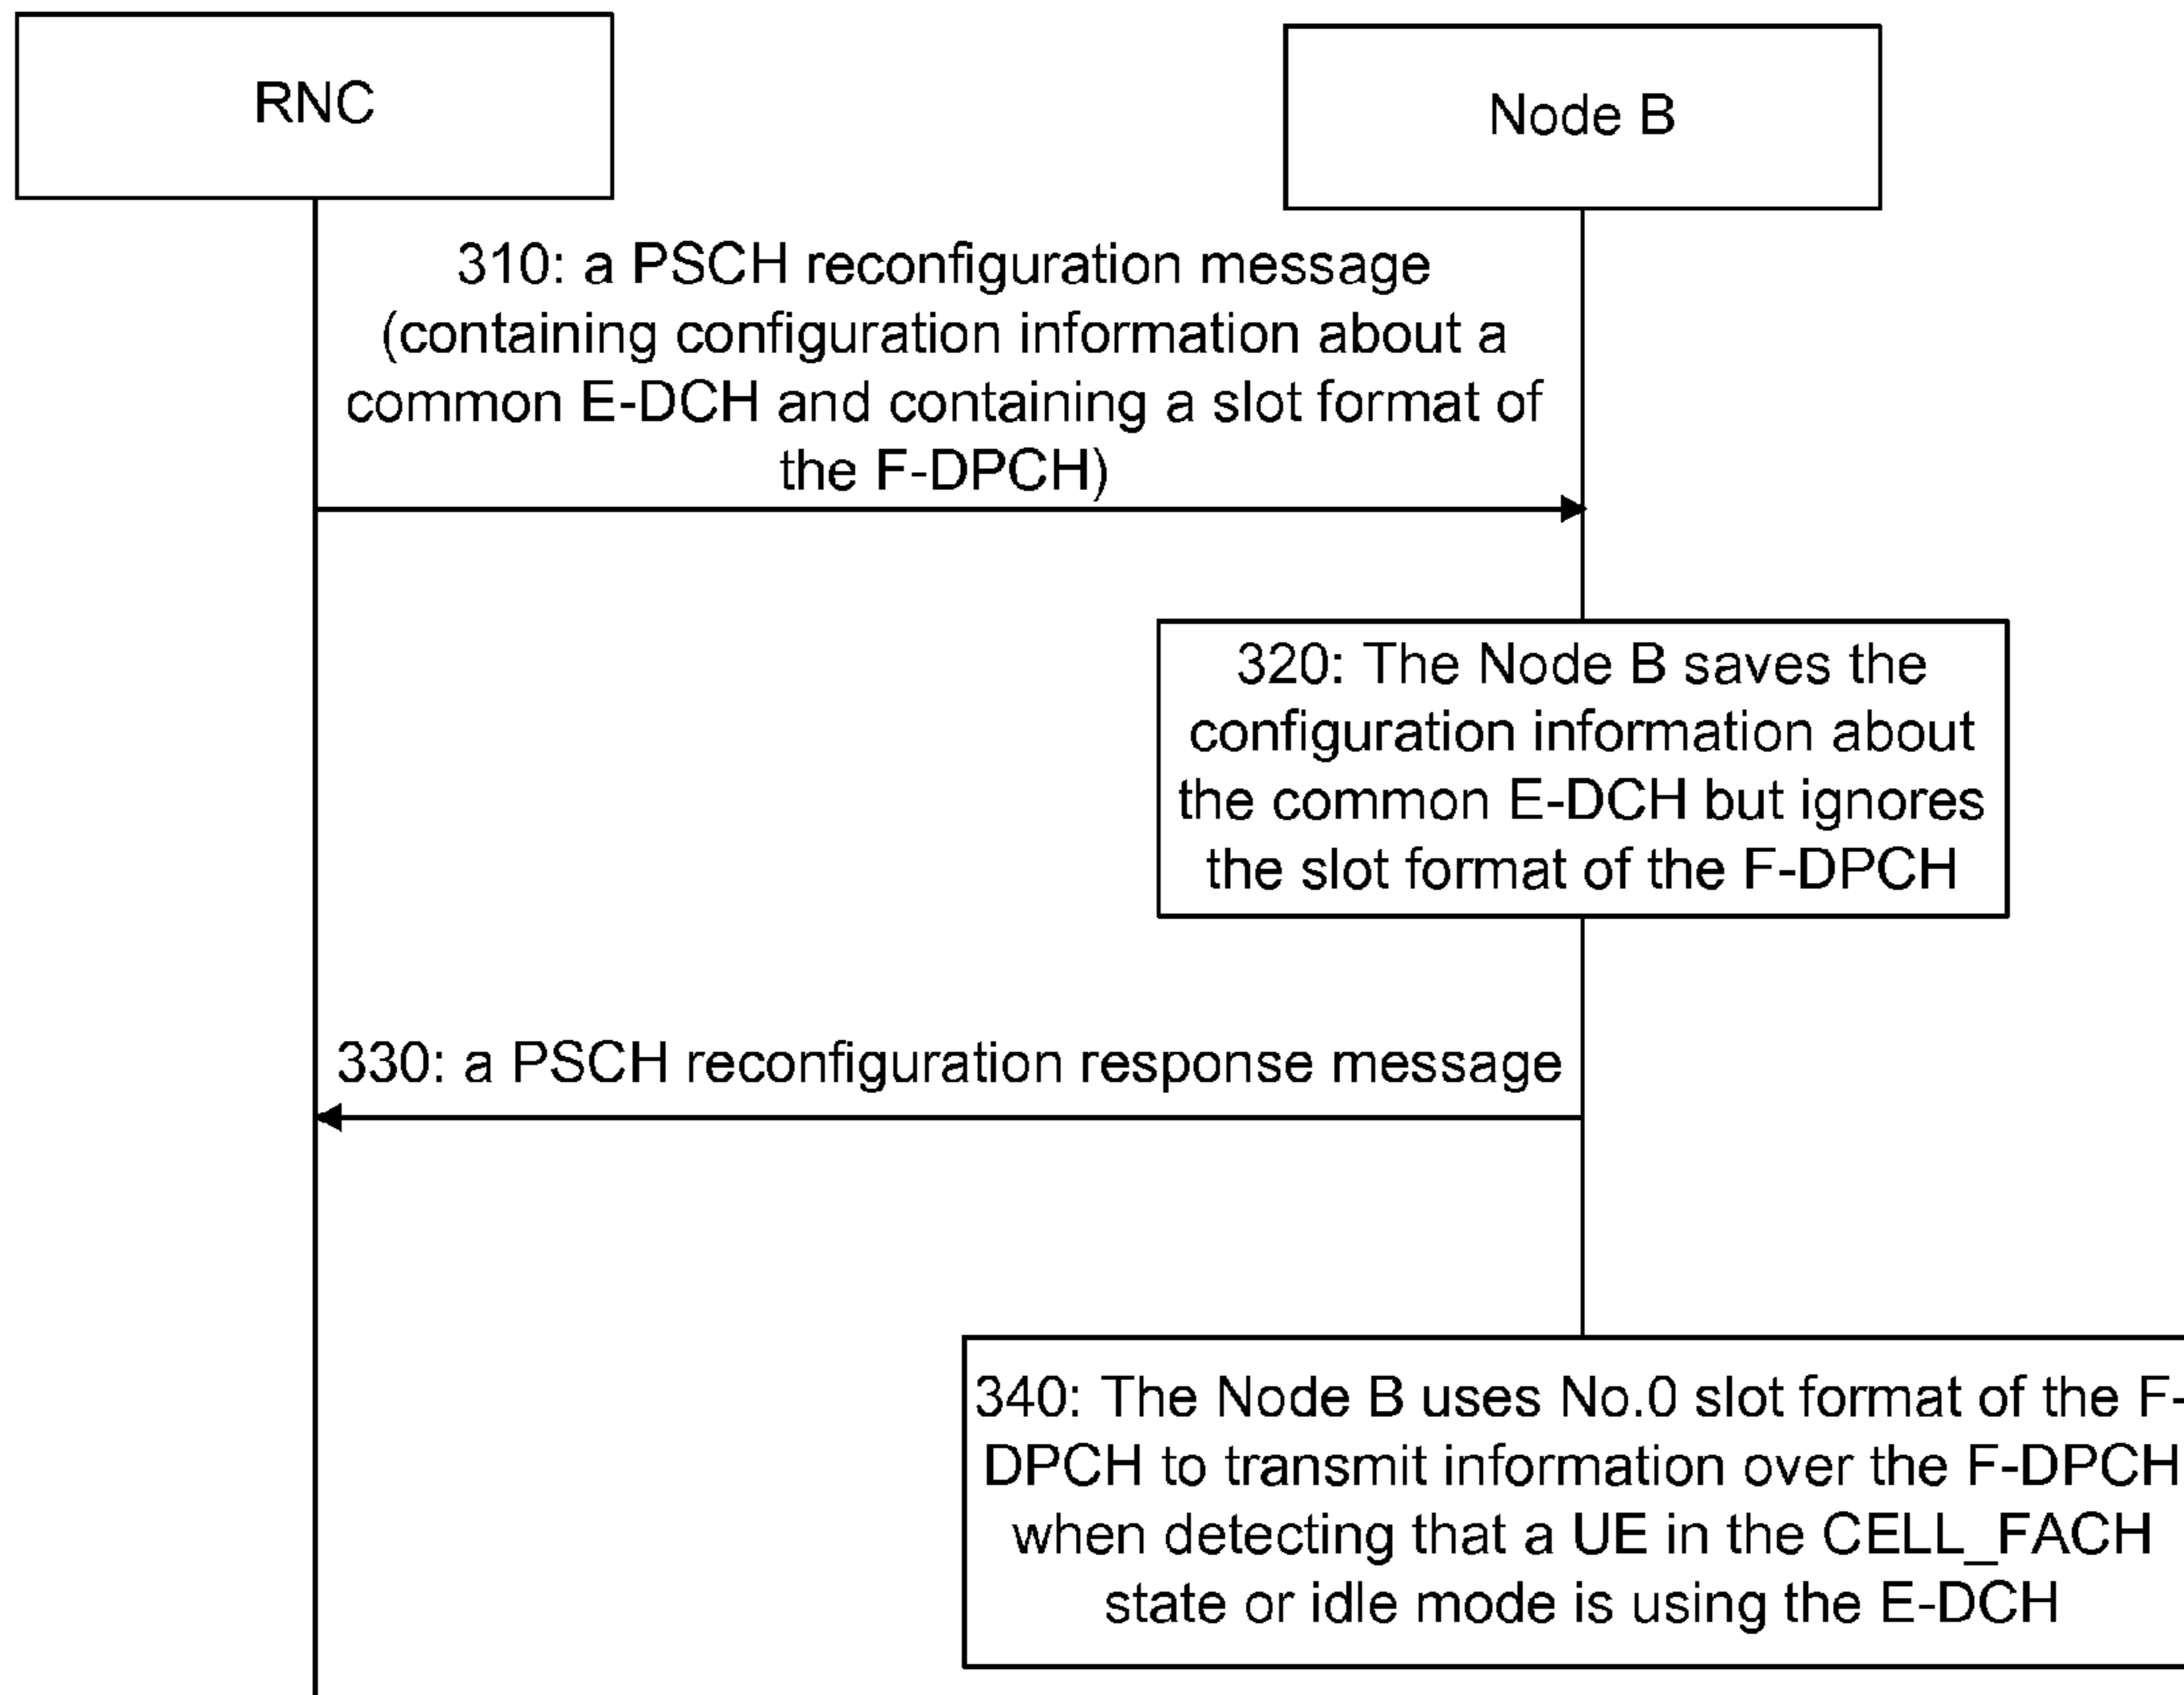 RNC
Node B
310: a PSCH reconfiguration message
(containing configuration information about a
common E-DCH and containing a slot format of
the F-DPCH)
320: The Node B saves the
configuration information about
the common E-DCH but ignores
the slot format of the F-DPCH
330: a PSCH reconfiguration response message
340: The Node B uses No.0 slot format of the F-
DPCH to transmit information over the F-DPCH
when detecting that a UE in the CELL_FACH
state or idle mode is using the E-DCH